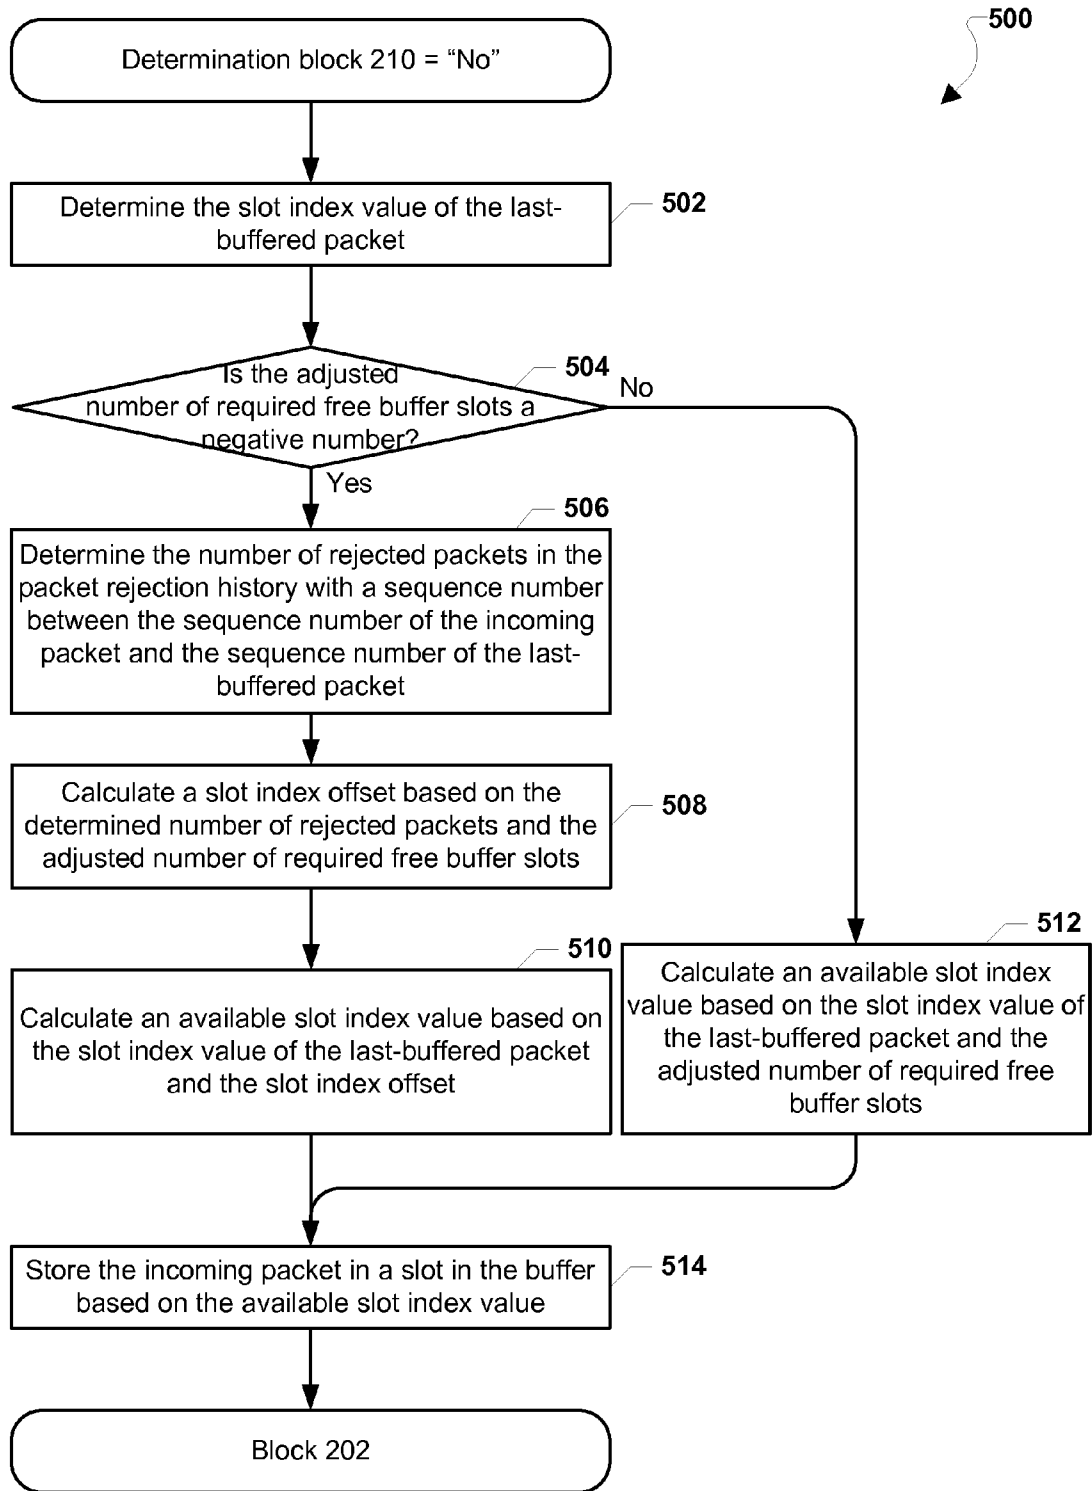 500
Determination block 210 = “No”
Determine the slot index value of the last-
buffered packet
502
Is the adjusted
number of required free buffer slots a
negative number?
504
No
Yes
506
Determine the number of rejected packets in the
packet rejection history with a sequence number
between the sequence number of the incoming
packet and the sequence number of the last-
buffered packet
Calculate a slot index offset based on the
determined number of rejected packets and the
adjusted number of required free buffer slots
508
510
Calculate an available slot index value based on
the slot index value of the last-buffered packet
and the slot index offset
512
Calculate an available slot index
value based on the slot index value of
the last-buffered packet and the
adjusted number of required free
buffer slots
Store the incoming packet in a slot in the buffer
based on the available slot index value
514
Block 202